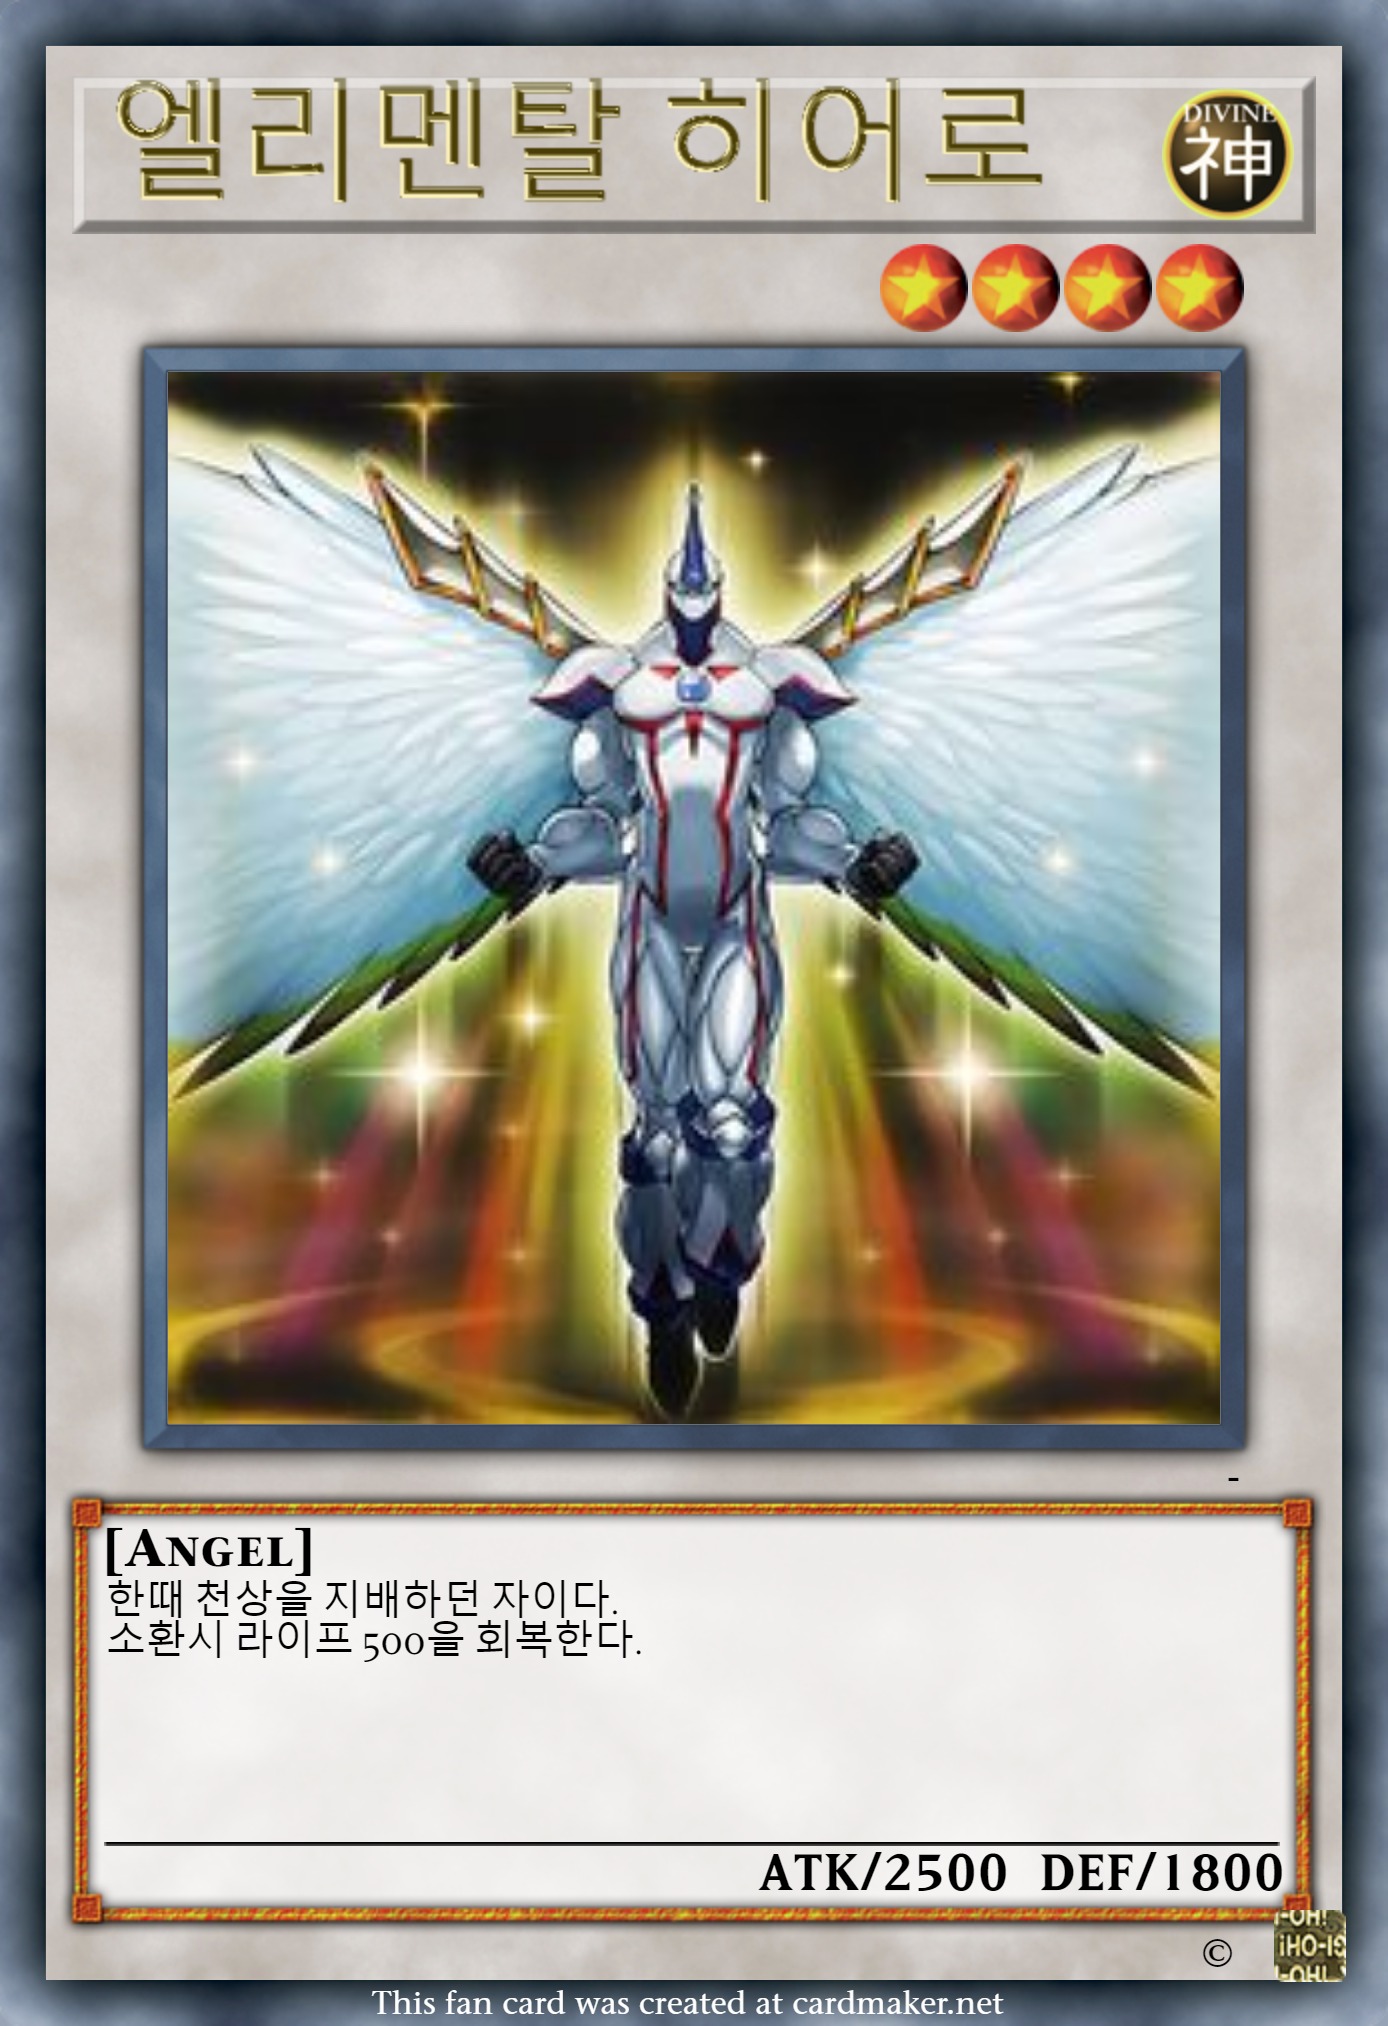 엘리멘탈 히어로
DIVINE
神
-
[ANGEL]
한때 천상을 지배하던 자이다.
소환시 라이프 500을 회복한다.
ATK/2500 DEF/1800
©
This fan card was created at cardmaker.net